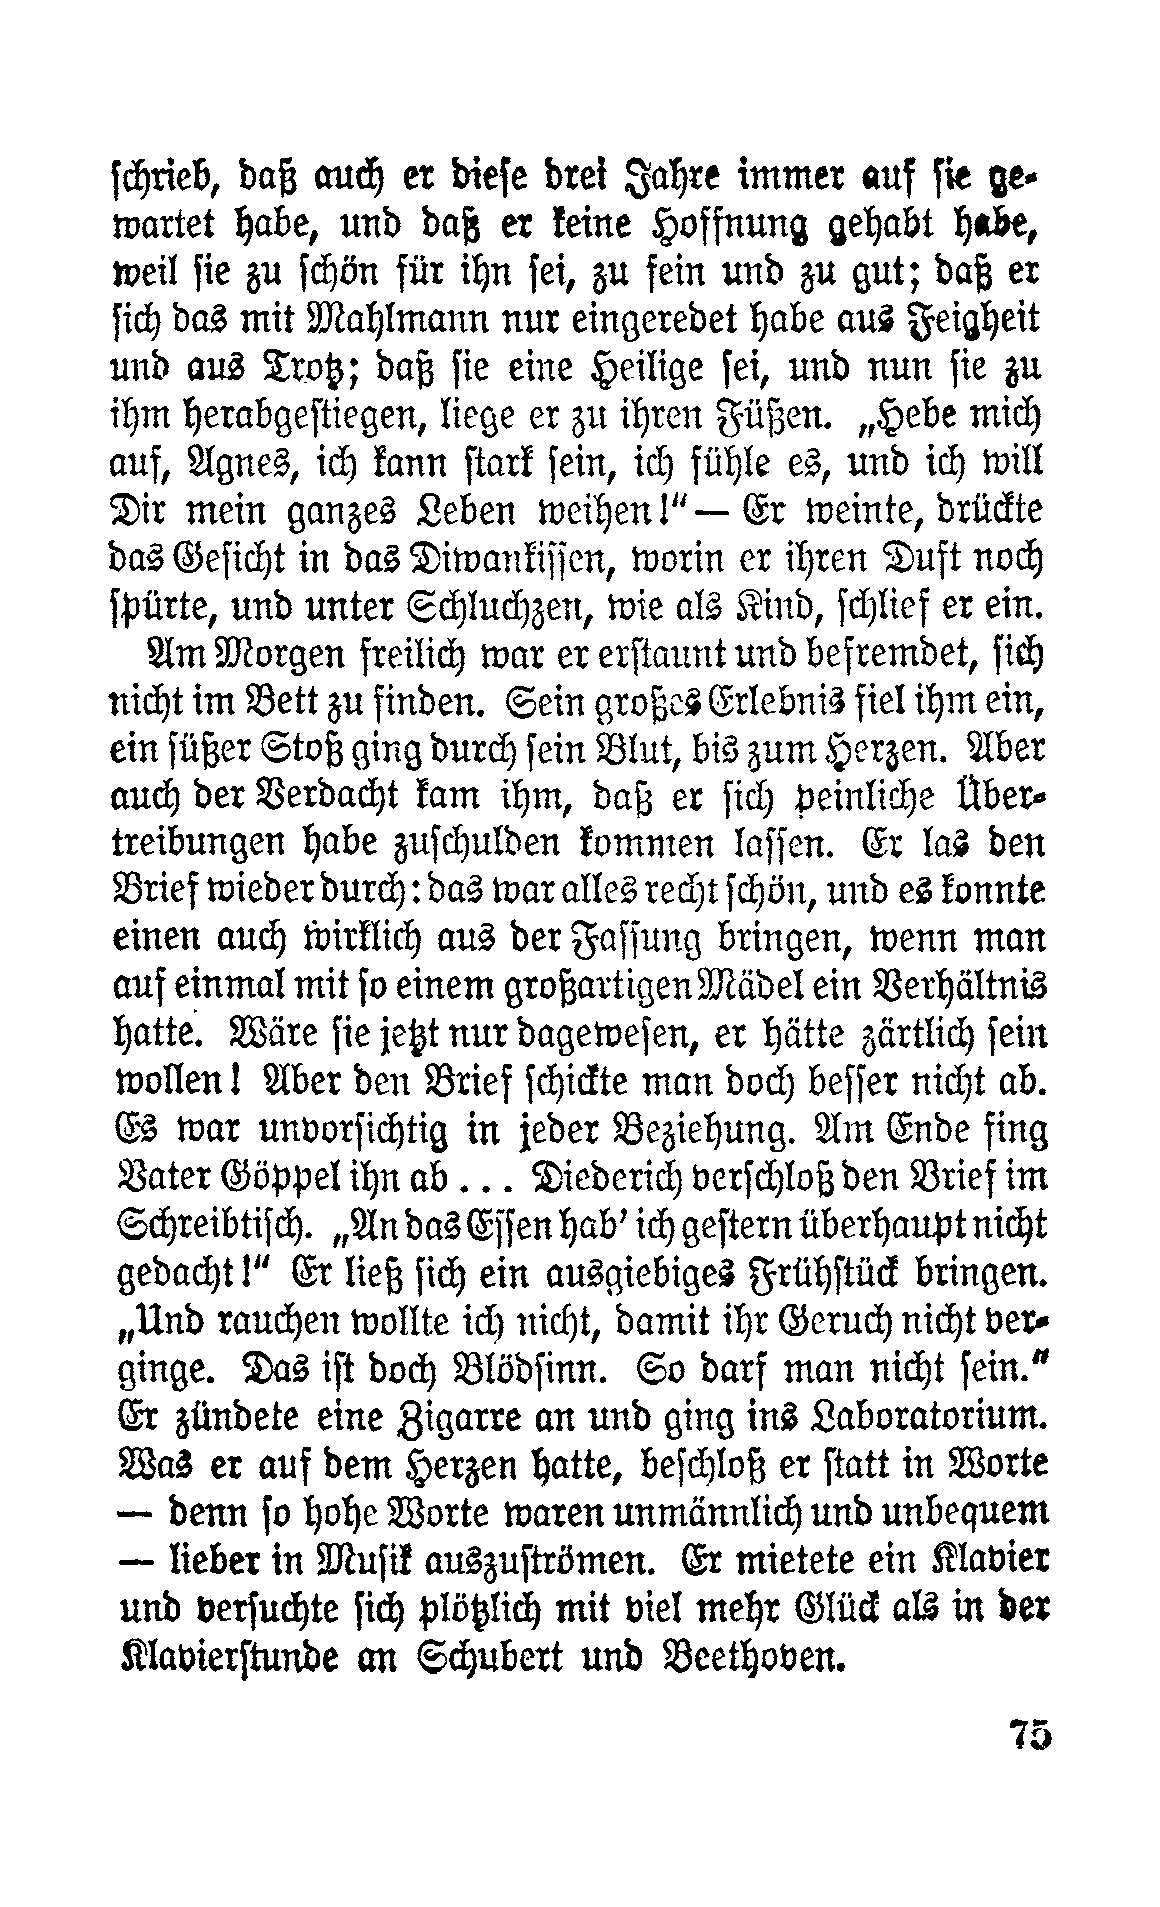 schrieb, daß auch er diese drei Jahre immer auf sie ge-
wartet habe, und daß er keine Hoffnung gehabt habe,
weil sie zu schön für ihn sei, zu fein und zu gut; daß er
sich das mit Mahlmann nur eingeredet habe aus Feigheit
und aus Trotz; daß sie eine Heilige sei, und nun sie zu
ihm herabgestiegen, liege er zu ihren Füßen. „Hebe mich
auf, Agnes, ich kann stark sein, ich fühle es, und ich will
Dir mein ganzes Leben weihen!“ — Er weinte, drückte
das Gesicht in das Diwankissen, worin er ihren Duft noch
spürte, und unter Schluchzen, wie als Kind, schlief er ein.
Am Morgen freilich war er erstaunt und befremdet, sich
nicht im Bett zu finden. Sein großes Erlebnis fiel ihm ein,
ein süßer Stoß ging durch sein Blut, bis zum Herzen. Aber
auch der Verdacht kam ihm, daß er sich peinliche Über-
treibungen habe zuschulden kommen lassen. Er las den
Brief wieder durch: das war alles recht schön, und es konnte
einen auch wirklich aus der Fassung bringen, wenn man
auf einmal mit so einem großartigen Mädel ein Verhältnis
hatte. Wäre sie jetzt nur dagewesen, er hätte zärtlich sein
wollen! Aber den Brief schickte man doch besser nicht ab.
Es war unvorsichtig in jeder Beziehung. Am Ende fing
Vater Göppel ihn ab . . . Diederich verschloß den Brief im
Schreibtisch. „An das Essen hab’ ich gestern überhaupt nicht
gedacht!“ Er ließ sich ein ausgiebiges Frühstück bringen.
„Und rauchen wollte ich nicht, damit ihr Geruch nicht ver-
ginge. Das ist doch Blödsinn. So darf man nicht sein.“
Er zündete eine Zigarre an und ging ins Laboratorium.
Was er auf dem Herzen hatte, beschloß er statt in Worte
— denn so hohe Worte waren unmännlich und unbequem
— lieber in Musik auszuströmen. Er mietete ein Klavier
und versuchte sich plötzlich mit viel mehr Glück als in der
Klavierstunde an Schubert und Beethoven.
75